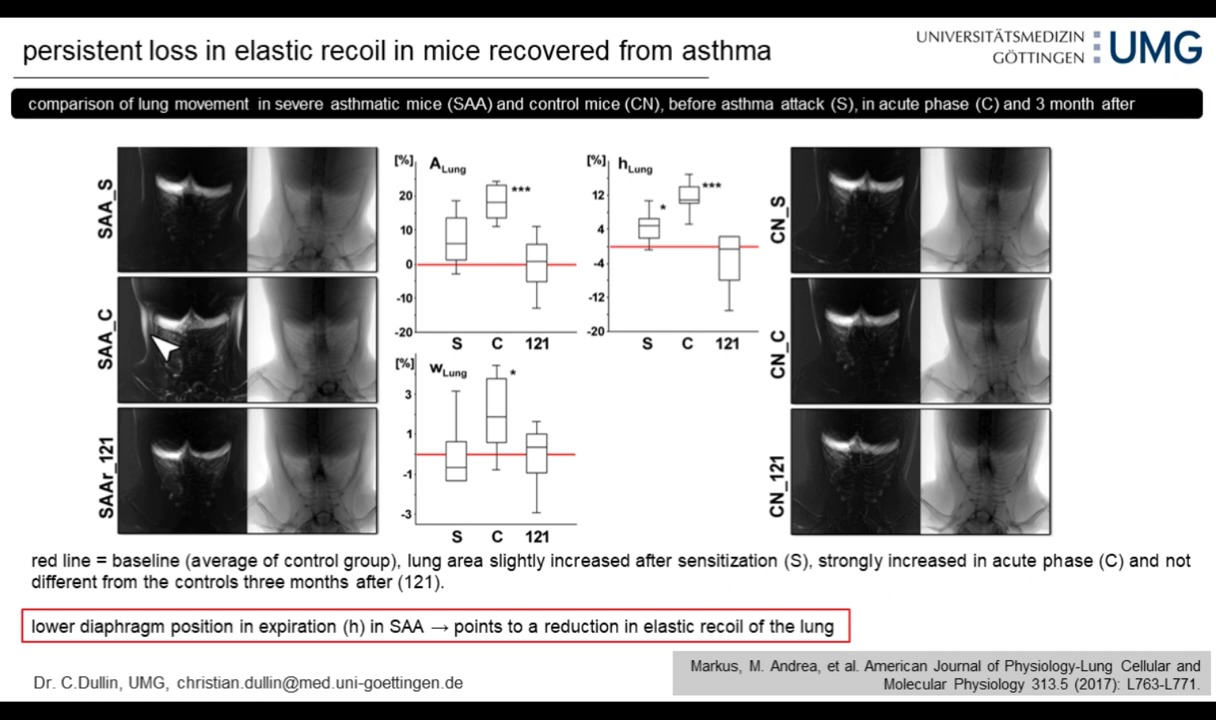 persistent loss in elastic recoil in mice recovered from asthma
UNIVERSITÄTSMEDIZIN
GÖTTINGEN
UMG
comparison of lung movement in severe asthmatic mice (SAA) and control mice (CN), before asthma attack (S), in acute phase (C) and 3 month after
SAA_S
SAA_C
SAAr_121
[%] A Lung
20
***
10
0
-10
-20
S C 121
[%] h Lung
12
***
*
4
-4
-12
-20
S C 121
[%] w Lung
*
3
1
-1
-3
S C 121
CN_S
CN_C
CN_121
red line = baseline (average of control group), lung area slightly increased after sensitization (S), strongly increased in acute phase (C) and not
different from the controls three months after (121).
lower diaphragm position in expiration (h) in SAA → points to a reduction in elastic recoil of the lung
Dr. C.Dullin, UMG, christian.dullin@med.uni-goettingen.de
Markus, M. Andrea, et al. American Journal of Physiology-Lung Cellular and
Molecular Physiology 313.5 (2017): L763-L771.